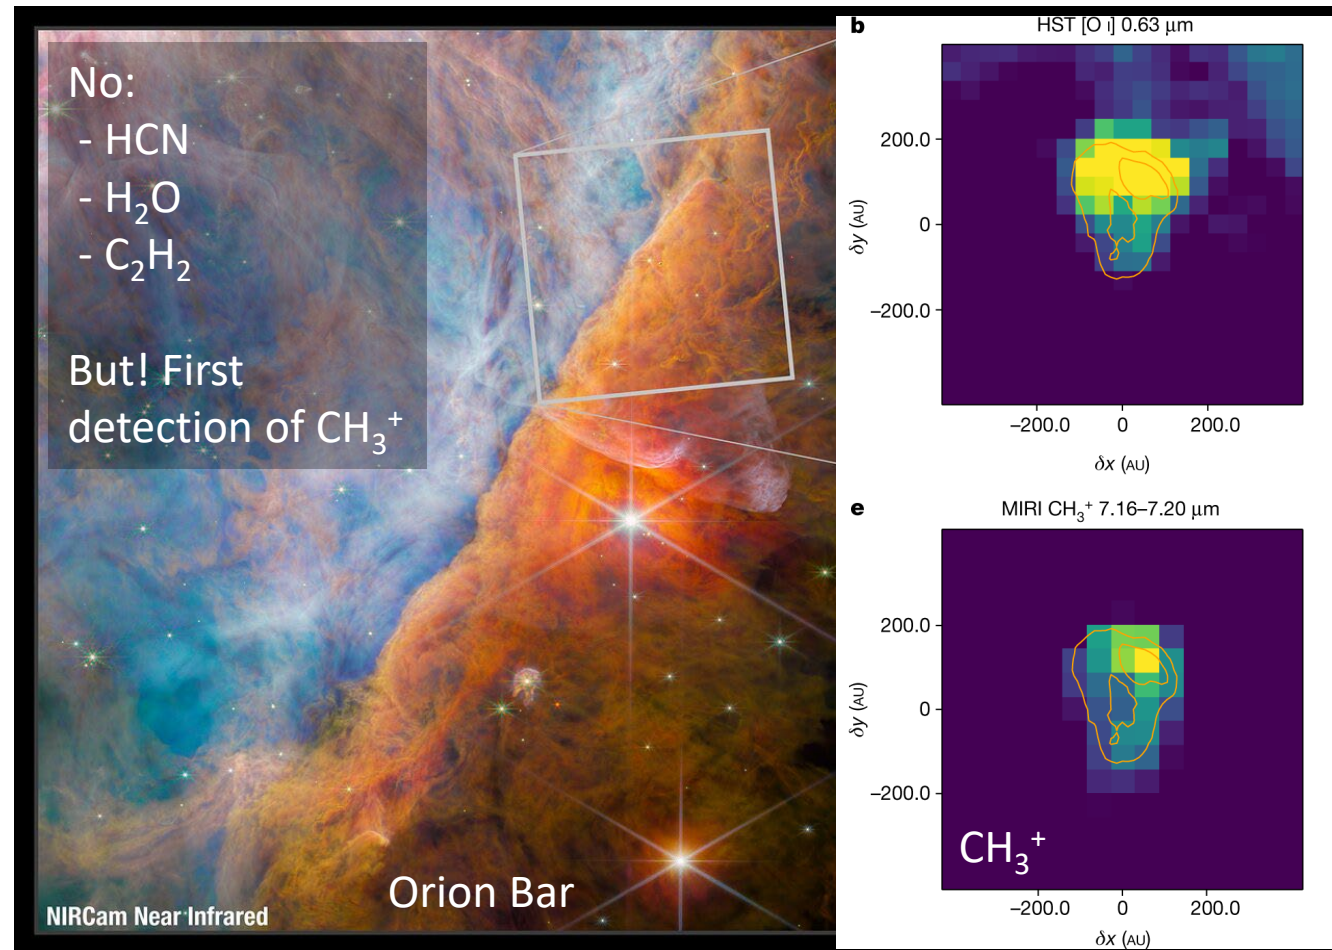 No:
- HCN
- H₂O
- C₂H₂
But! First
detection of CH₃⁺
Orion Bar
NIRCam Near Infrared
b
HST [O I] 0.63 μm
200.0
0
−200.0
δy (AU)
−200.0 0 200.0
δx (AU)
e
MIRI CH₃⁺ 7.16–7.20 μm
200.0
0
−200.0
δy (AU)
CH₃⁺
−200.0 0 200.0
δx (AU)